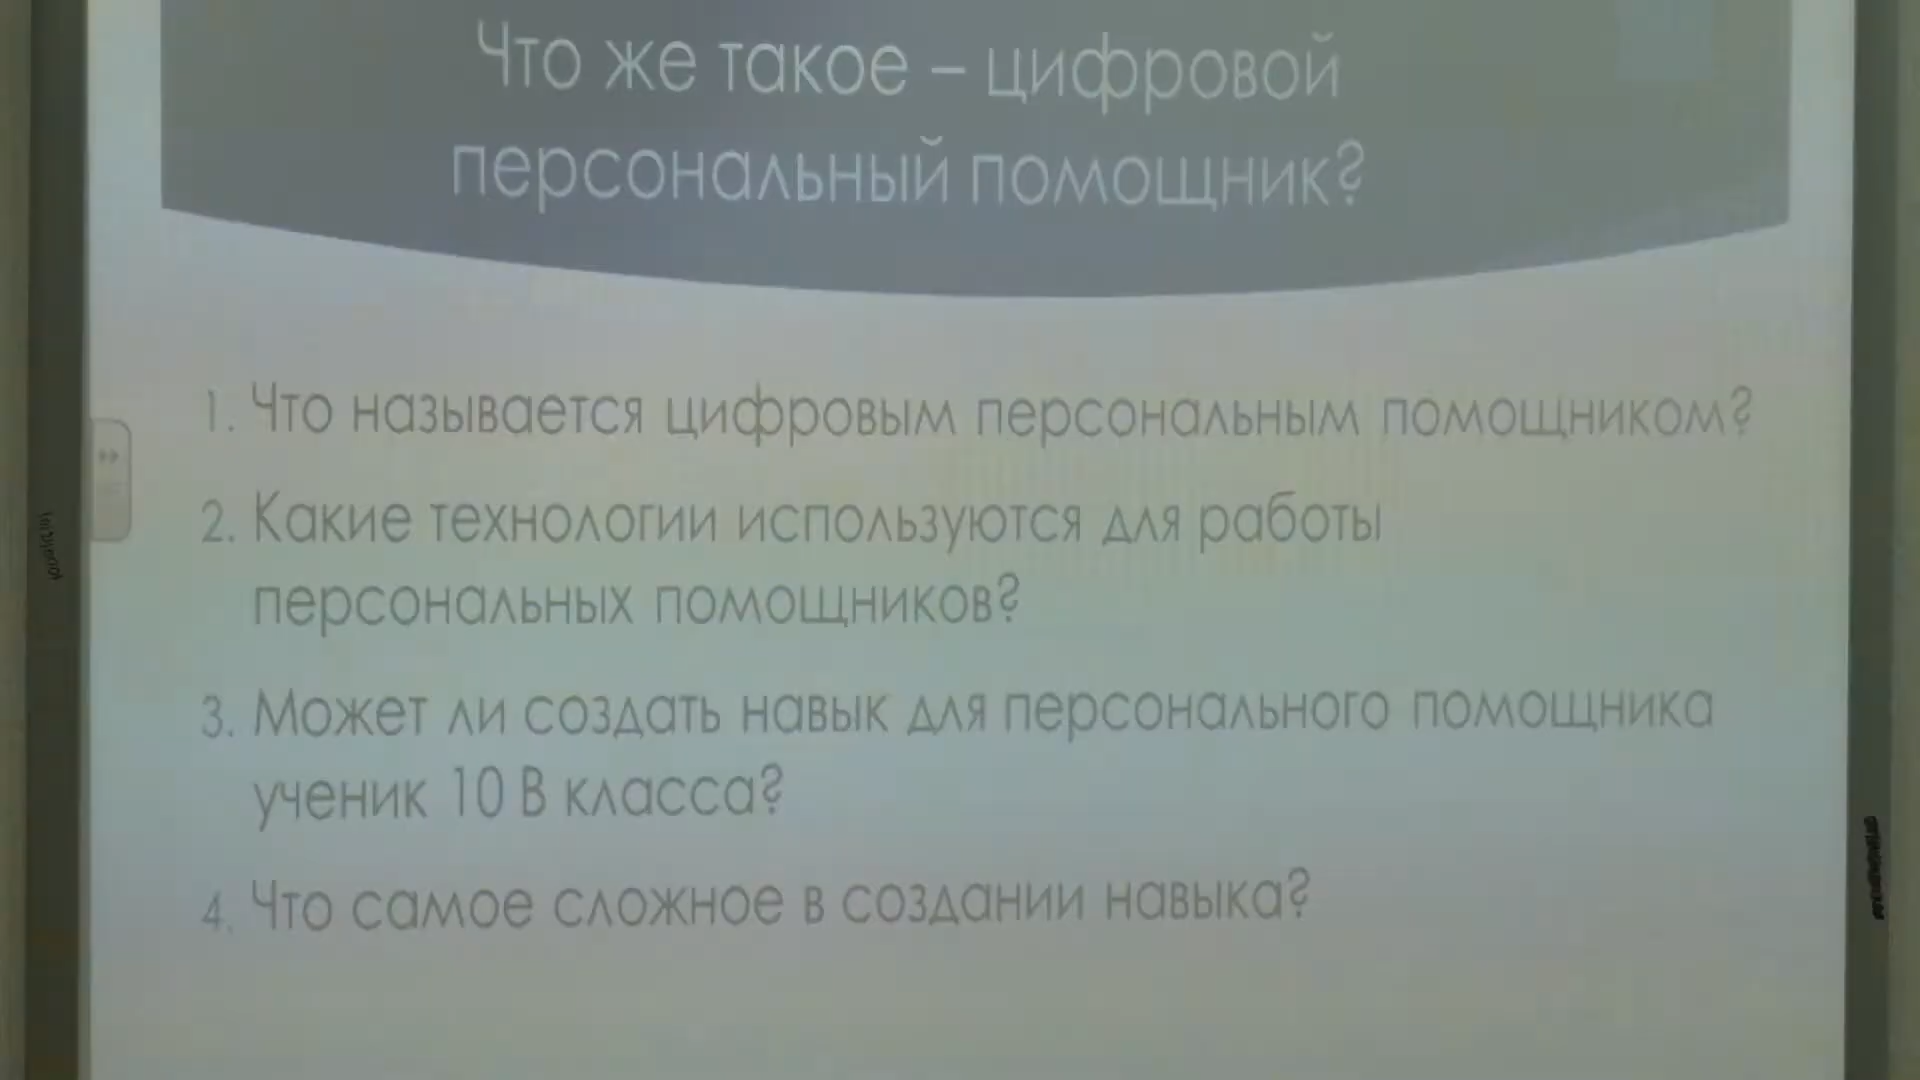 Что же такое – цифровой
персональный помощник?
1. Что называется цифровым персональным помощником?
2. Какие технологии используются для работы
персональных помощников?
3. Может ли создать навык для персонального помощника
ученик 10 В класса?
4. Что самое сложное в создании навыка?